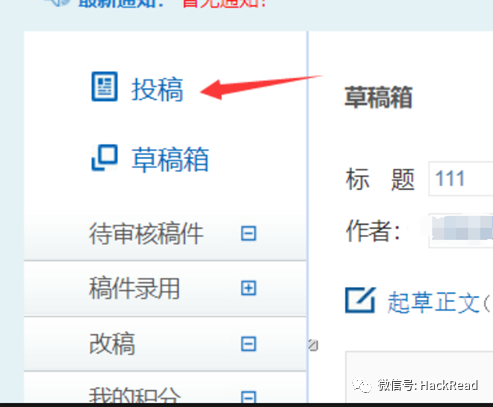 最新通知：暂无通知！
投稿
草稿箱
待审核稿件
稿件录用
改稿
我的积分
草稿箱
标 题 111
作者：
起草正文(
微信号: HackRead